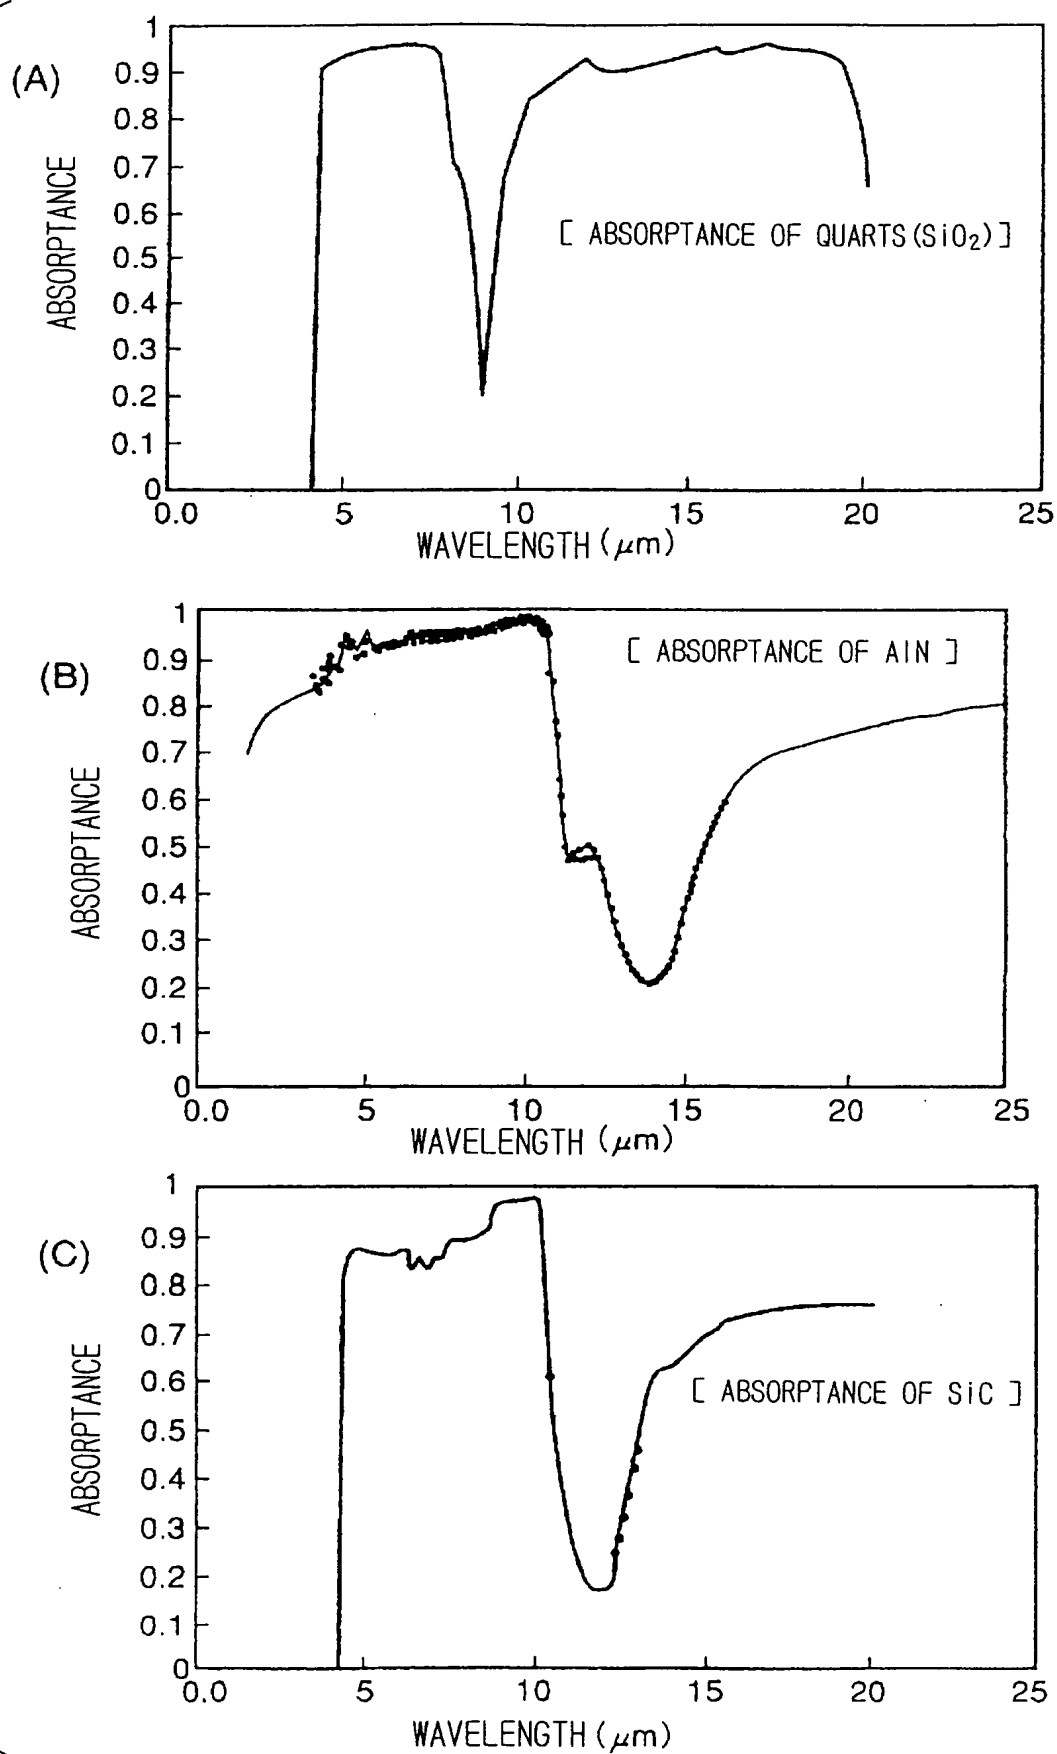 (A)
ABSORPTANCE
1
0.9
0.8
0.7
0.6
0.5
0.4
0.3
0.2
0.1
0
[ ABSORPTANCE OF QUARTS(SiO2)]
0.0 5 10 15 20 25
WAVELENGTH (μm)
(B)
ABSORPTANCE
1
0.9
0.8
0.7
0.6
0.5
0.4
0.3
0.2
0.1
0
[ ABSORPTANCE OF AlN ]
0.0 5 10 15 20 25
WAVELENGTH (μm)
(C)
ABSORPTANCE
1
0.9
0.8
0.7
0.6
0.5
0.4
0.3
0.2
0.1
0
[ ABSORPTANCE OF SiC ]
0.0 5 10 15 20 25
WAVELENGTH (μm)